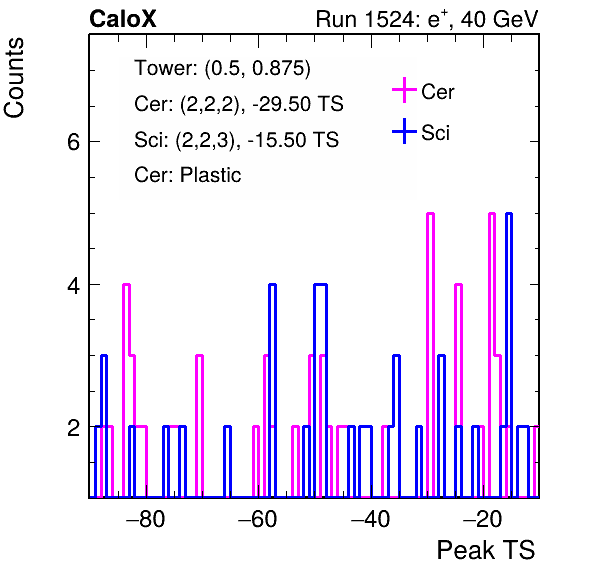 CaloX Run 1524: e+, 40 GeV
Counts
Tower: (0.5, 0.875)
Cer: (2,2,2), -29.50 TS
Sci: (2,2,3), -15.50 TS
Cer: Plastic
Cer
Sci
6
4
2
−80 −60 −40 −20
Peak TS